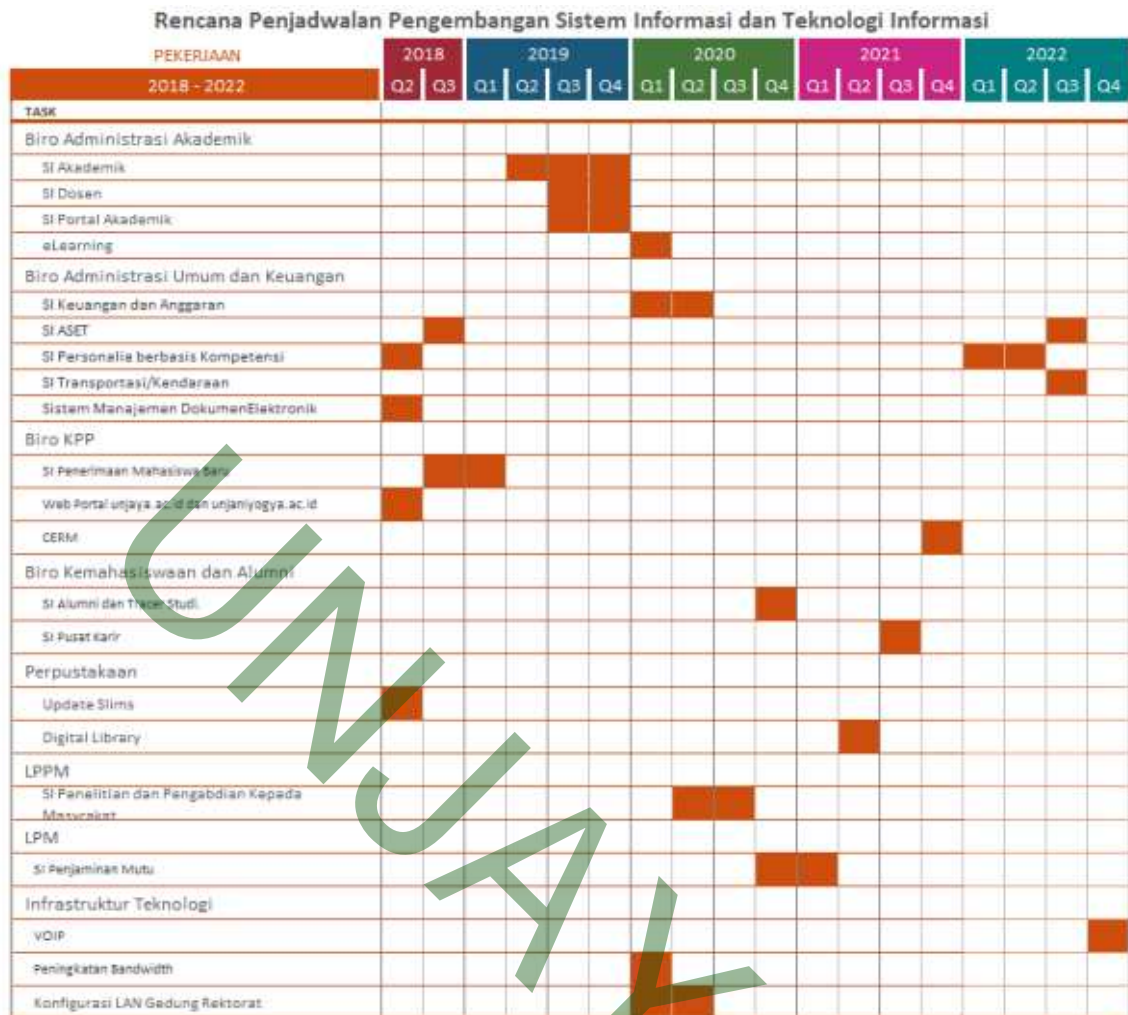 Rencana Penjadwalan Pengembangan Sistem Informasi dan Teknologi Informasi
PEKERJAAN 2018 2019 2020 2021 2022
2018 - 2022 Q2 Q3 Q1 Q2 Q3 Q4 Q1 Q2 Q3 Q4 Q1 Q2 Q3 Q4 Q1 Q2 Q3 Q4
TASK
Biro Administrasi Akademik
SI Akademik
SI Dosen
SI Portal Akademik
eLearning
Biro Administrasi Umum dan Keuangan
SI Keuangan dan Anggaran
SI ASET
SI Personalia berbasis Kompetensi
SI Transportasi/Kendaraan
Sistem Manajemen DokumenElektronik
Biro KPP
SI Penerimaan Mahasiswa Baru
Web Portal unjaya.ac.id dan unjaniyogya.ac.id
CERM
Biro Kemahasiswaan dan Alumni
SI Alumni dan Tracer Studi
SI Pusat Karir
Perpustakaan
Update Slims
Digital Library
LPPM
SI Penelitian dan Pengabdian Kepada
Masyrakat
LPM
SI Penjaminan Mutu
Infrastruktur Teknologi
VOIP
Peningkatan Bandwidth
Konfigurasi LAN Gedung Rektorat
UNJAY